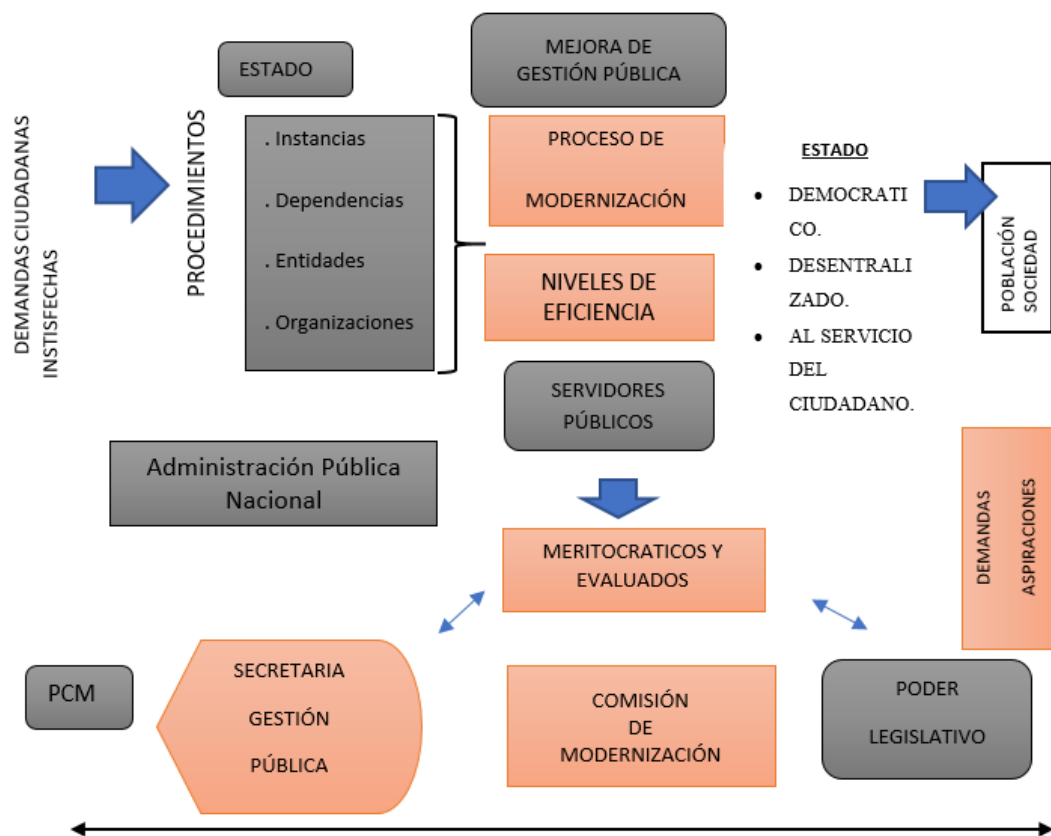 DEMANDAS CIUDADANAS
INSTISFECHAS
PROCEDIMIENTOS
ESTADO
. Instancias
. Dependencias
. Entidades
. Organizaciones
Administración Pública
Nacional
MEJORA DE
GESTIÓN PÚBLICA
PROCESO DE
MODERNIZACIÓN
NIVELES DE
EFICIENCIA
SERVIDORES
PÚBLICOS
MERITOCRATICOS Y
EVALUADOS
ESTADO
• DEMOCRATI
CO.
• DESENTRALI
ZADO.
• AL SERVICIO
DEL
CIUDADANO.
POBLACIÓN
SOCIEDAD
DEMANDAS
ASPIRACIONES
PCM
SECRETARIA
GESTIÓN
PÚBLICA
COMISIÓN
DE
MODERNIZACIÓN
PODER
LEGISLATIVO